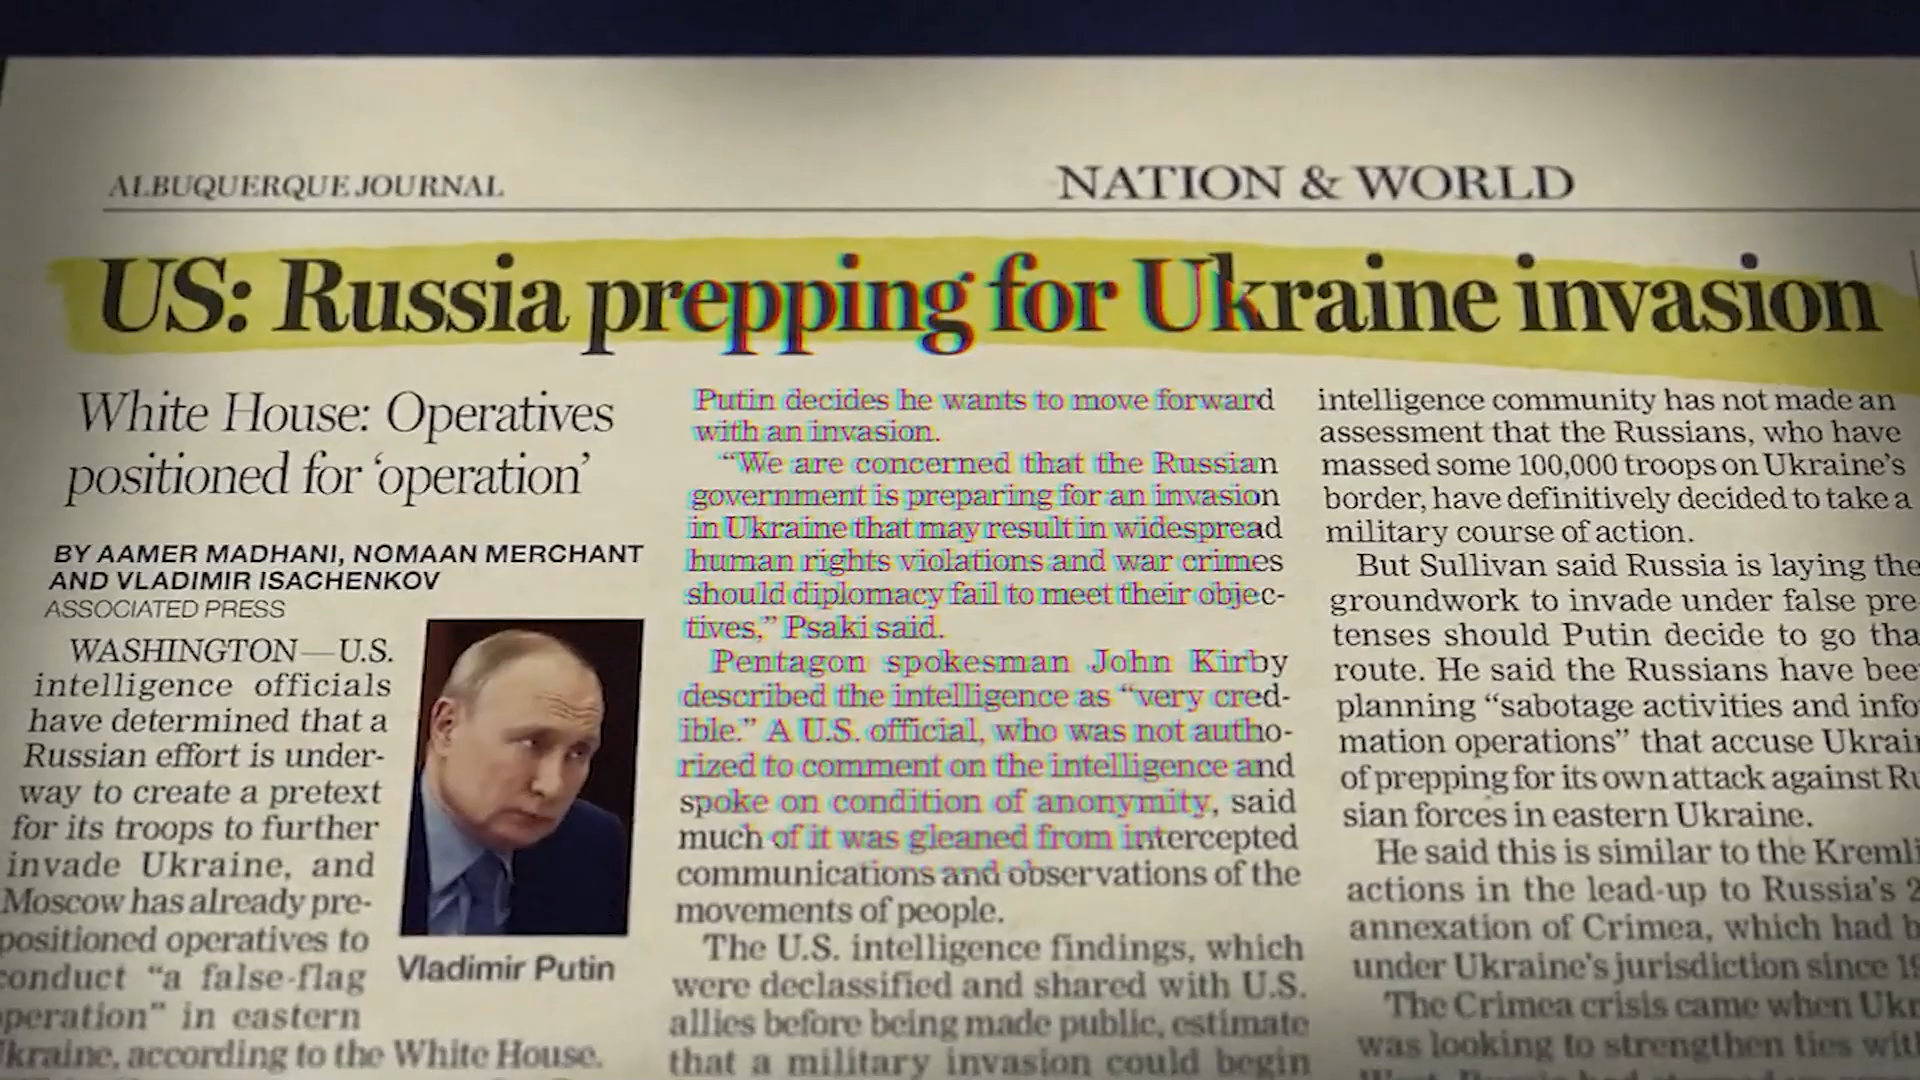 ALBUQUERQUE JOURNAL
NATION & WORLD
US: Russia prepping for Ukraine invasion
White House: Operatives
positioned for ‘operation’
BY AAMER MADHANI, NOMAAN MERCHANT
AND VLADIMIR ISACHENKOV
ASSOCIATED PRESS
WASHINGTON — U.S.
intelligence officials
have determined that a
Russian effort is under-
way to create a pretext
for its troops to further
invade Ukraine, and
Moscow has already pre-
positioned operatives to
conduct “a false-flag
operation” in eastern
Ukraine, according to the White House.
Vladimir Putin
Putin decides he wants to move forward
with an invasion.
“We are concerned that the Russian
government is preparing for an invasion
in Ukraine that may result in widespread
human rights violations and war crimes
should diplomacy fail to meet their objec-
tives,” Psaki said.
Pentagon spokesman John Kirby
described the intelligence as “very cred-
ible.” A U.S. official, who was not autho-
rized to comment on the intelligence and
spoke on condition of anonymity, said
much of it was gleaned from intercepted
communications and observations of the
movements of people.
The U.S. intelligence findings, which
were declassified and shared with U.S.
allies before being made public, estimate
that a military invasion could begin
intelligence community has not made an
assessment that the Russians, who have
massed some 100,000 troops on Ukraine’s
border, have definitively decided to take a
military course of action.
But Sullivan said Russia is laying the
groundwork to invade under false pre
tenses should Putin decide to go tha
route. He said the Russians have bee
planning “sabotage activities and info
mation operations” that accuse Ukrai
of prepping for its own attack against Ru
sian forces in eastern Ukraine.
He said this is similar to the Kremli
actions in the lead-up to Russia’s 2
annexation of Crimea, which had b
under Ukraine’s jurisdiction since 19
The Crimea crisis came when Ukr
was looking to strengthen ties wit